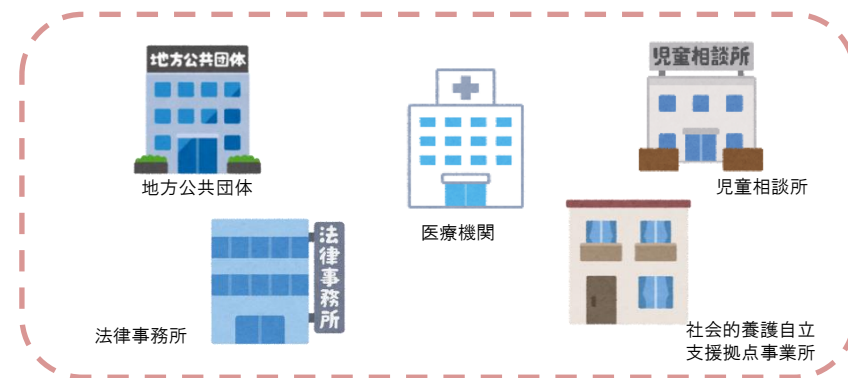 地方公共団体
児童相談所
地方公共団体
児童相談所
医療機関
法律事務所
法律事務所
社会的養護自立
支援拠点事業所